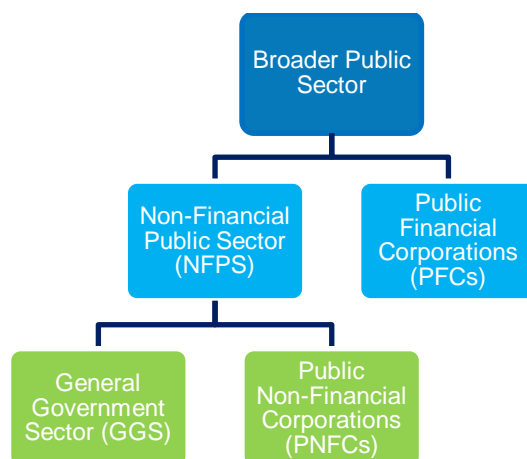 Broader Public
Sector
Non-Financial
Public Sector
(NFPS)
Public
Financial
Corporations
(PFCs)
General
Government
Sector (GGS)
Public
Non-Financial
Corporations
(PNFCs)